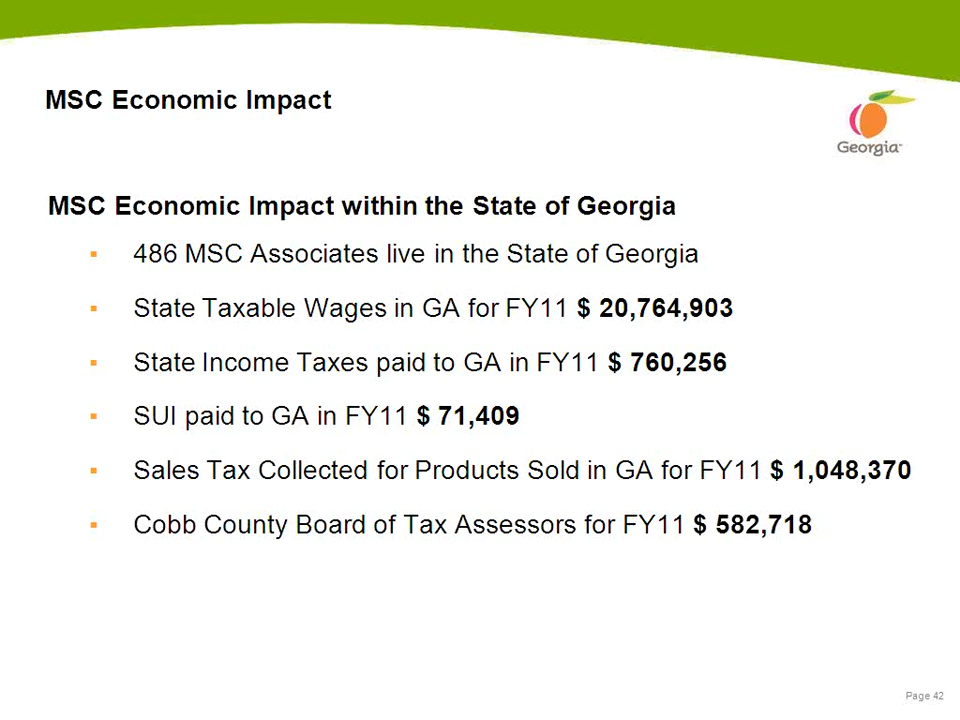 MSC Economic Impact
Georgia™
MSC Economic Impact within the State of Georgia
▪ 486 MSC Associates live in the State of Georgia
▪ State Taxable Wages in GA for FY11 $ 20,764,903
▪ State Income Taxes paid to GA in FY11 $ 760,256
▪ SUI paid to GA in FY11 $ 71,409
▪ Sales Tax Collected for Products Sold in GA for FY11 $ 1,048,370
▪ Cobb County Board of Tax Assessors for FY11 $ 582,718
Page 42